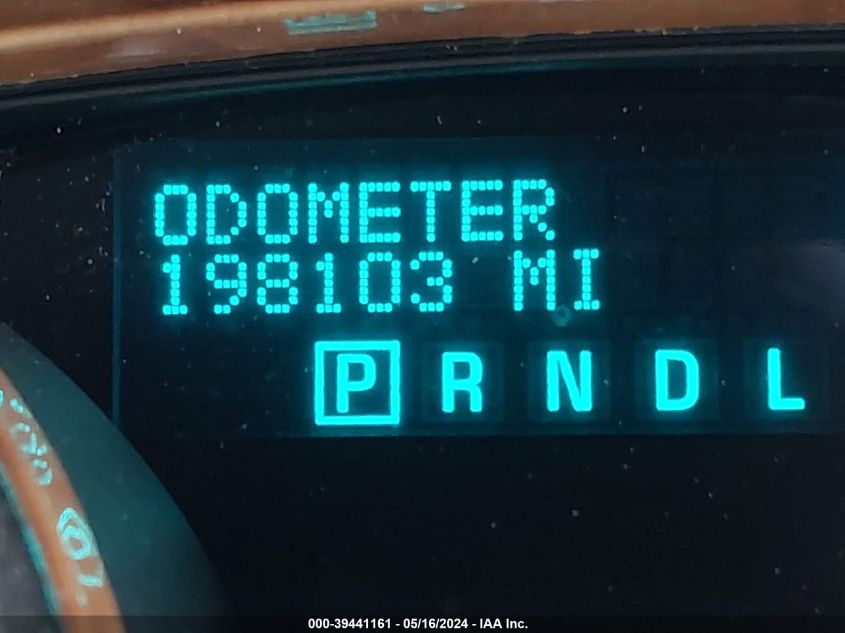 ODOMETER
198103 MI
P R N D L
000-39441161 - 05/16/2024 - IAA Inc.